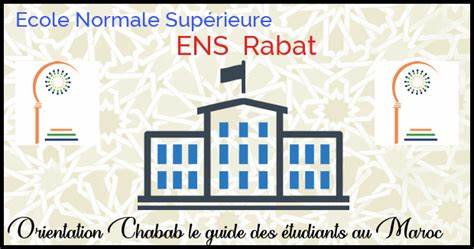 Ecole Normale Supérieure
ENS Rabat
Orientation Chabab le guide des étudiants au Maroc